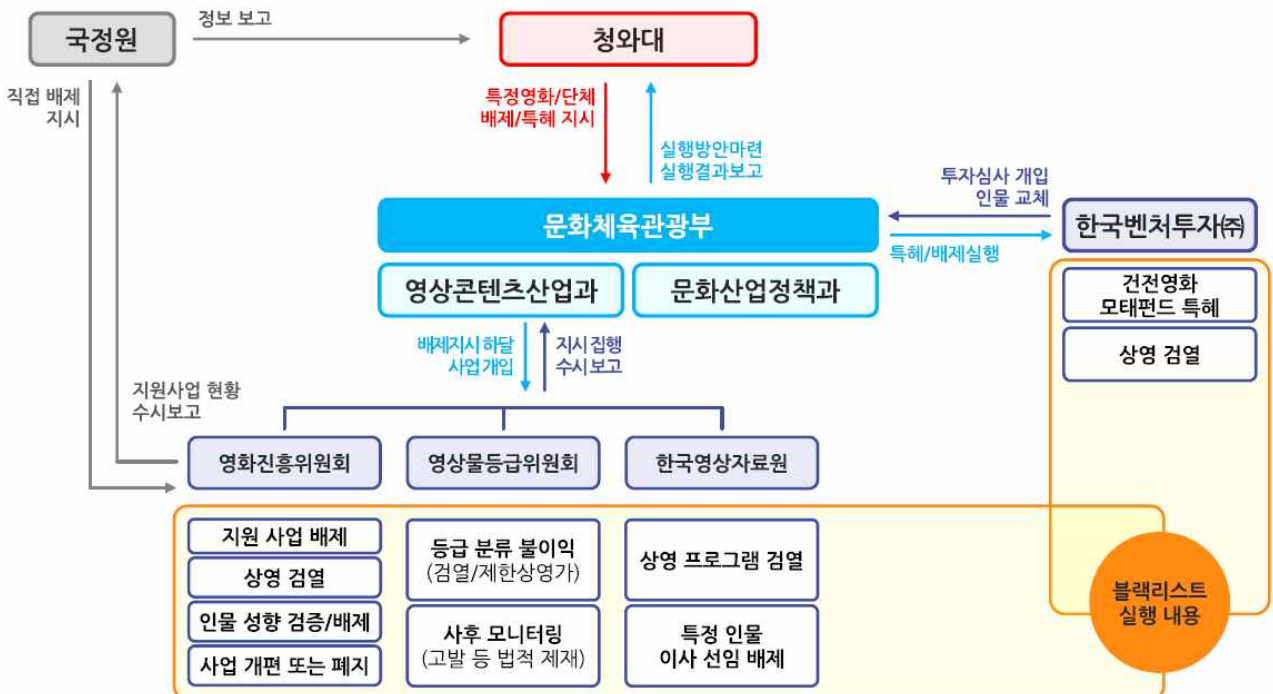 국정원
정보 보고
청와대
직접 배제
지시
특정영화/단체
배제/특혜 지시
실행방안마련
실행결과보고
투자심사 개입
인물 교체
문화체육관광부
한국벤처투자㈜
특혜/배제실행
영상콘텐츠산업과
문화산업정책과
건전영화
모태펀드 특혜
상영 검열
배제지시 하달
사업 개입
지시 집행
수시 보고
지원사업 현황
수시보고
영화진흥위원회
영상물등급위원회
한국영상자료원
지원 사업 배제
상영 검열
인물 성향 검증/배제
사업 개편 또는 폐지
등급 분류 불이익
(검열/제한상영가)
사후 모니터링
(고발 등 법적 제재)
상영 프로그램 검열
특정 인물
이사 선임 배제
블랙리스트
실행 내용